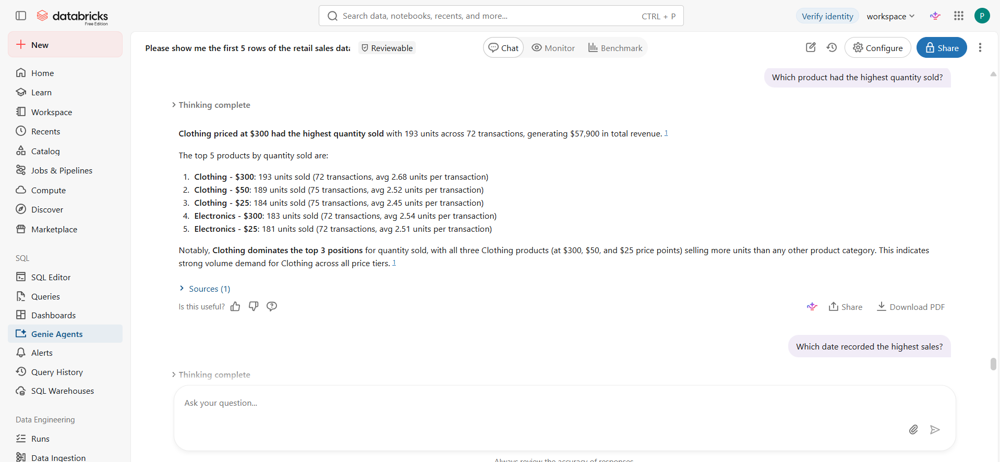 databricks
Free Edition
Search data, notebooks, recents, and more...
CTRL + P
Verify identity
workspace
P
New
Please show me the first 5 rows of the retail sales data
Reviewable
Chat
Monitor
Benchmark
Configure
Share
Home
Learn
Workspace
Recents
Catalog
Jobs & Pipelines
Compute
Discover
Marketplace
SQL
SQL Editor
Queries
Dashboards
Genie Agents
Alerts
Query History
SQL Warehouses
Data Engineering
Runs
Data Ingestion
Which product had the highest quantity sold?
Thinking complete
Clothing priced at $300 had the highest quantity sold with 193 units across 72 transactions, generating $57,900 in total revenue. 1
The top 5 products by quantity sold are:
1. Clothing - $300: 193 units sold (72 transactions, avg 2.68 units per transaction)
2. Clothing - $50: 189 units sold (75 transactions, avg 2.52 units per transaction)
3. Clothing - $25: 184 units sold (75 transactions, avg 2.45 units per transaction)
4. Electronics - $300: 183 units sold (72 transactions, avg 2.54 units per transaction)
5. Electronics - $25: 181 units sold (72 transactions, avg 2.51 units per transaction)
Notably, Clothing dominates the top 3 positions for quantity sold, with all three Clothing products (at $300, $50, and $25 price points) selling more units than any other product category. This indicates
strong volume demand for Clothing across all price tiers. 1
Sources (1)
Is this useful?
Share
Download PDF
Which date recorded the highest sales?
Thinking complete
Ask your question...
Always review the accuracy of responses.